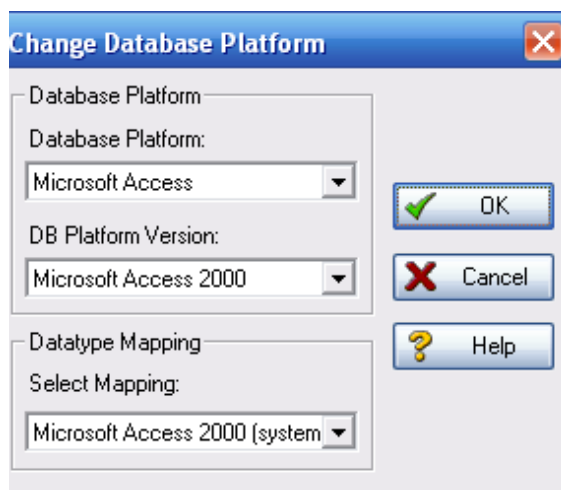 Change Database Platform
Database Platform
Database Platform:
Microsoft Access
DB Platform Version:
Microsoft Access 2000
Datatype Mapping
Select Mapping:
Microsoft Access 2000 (system
OK
Cancel
Help